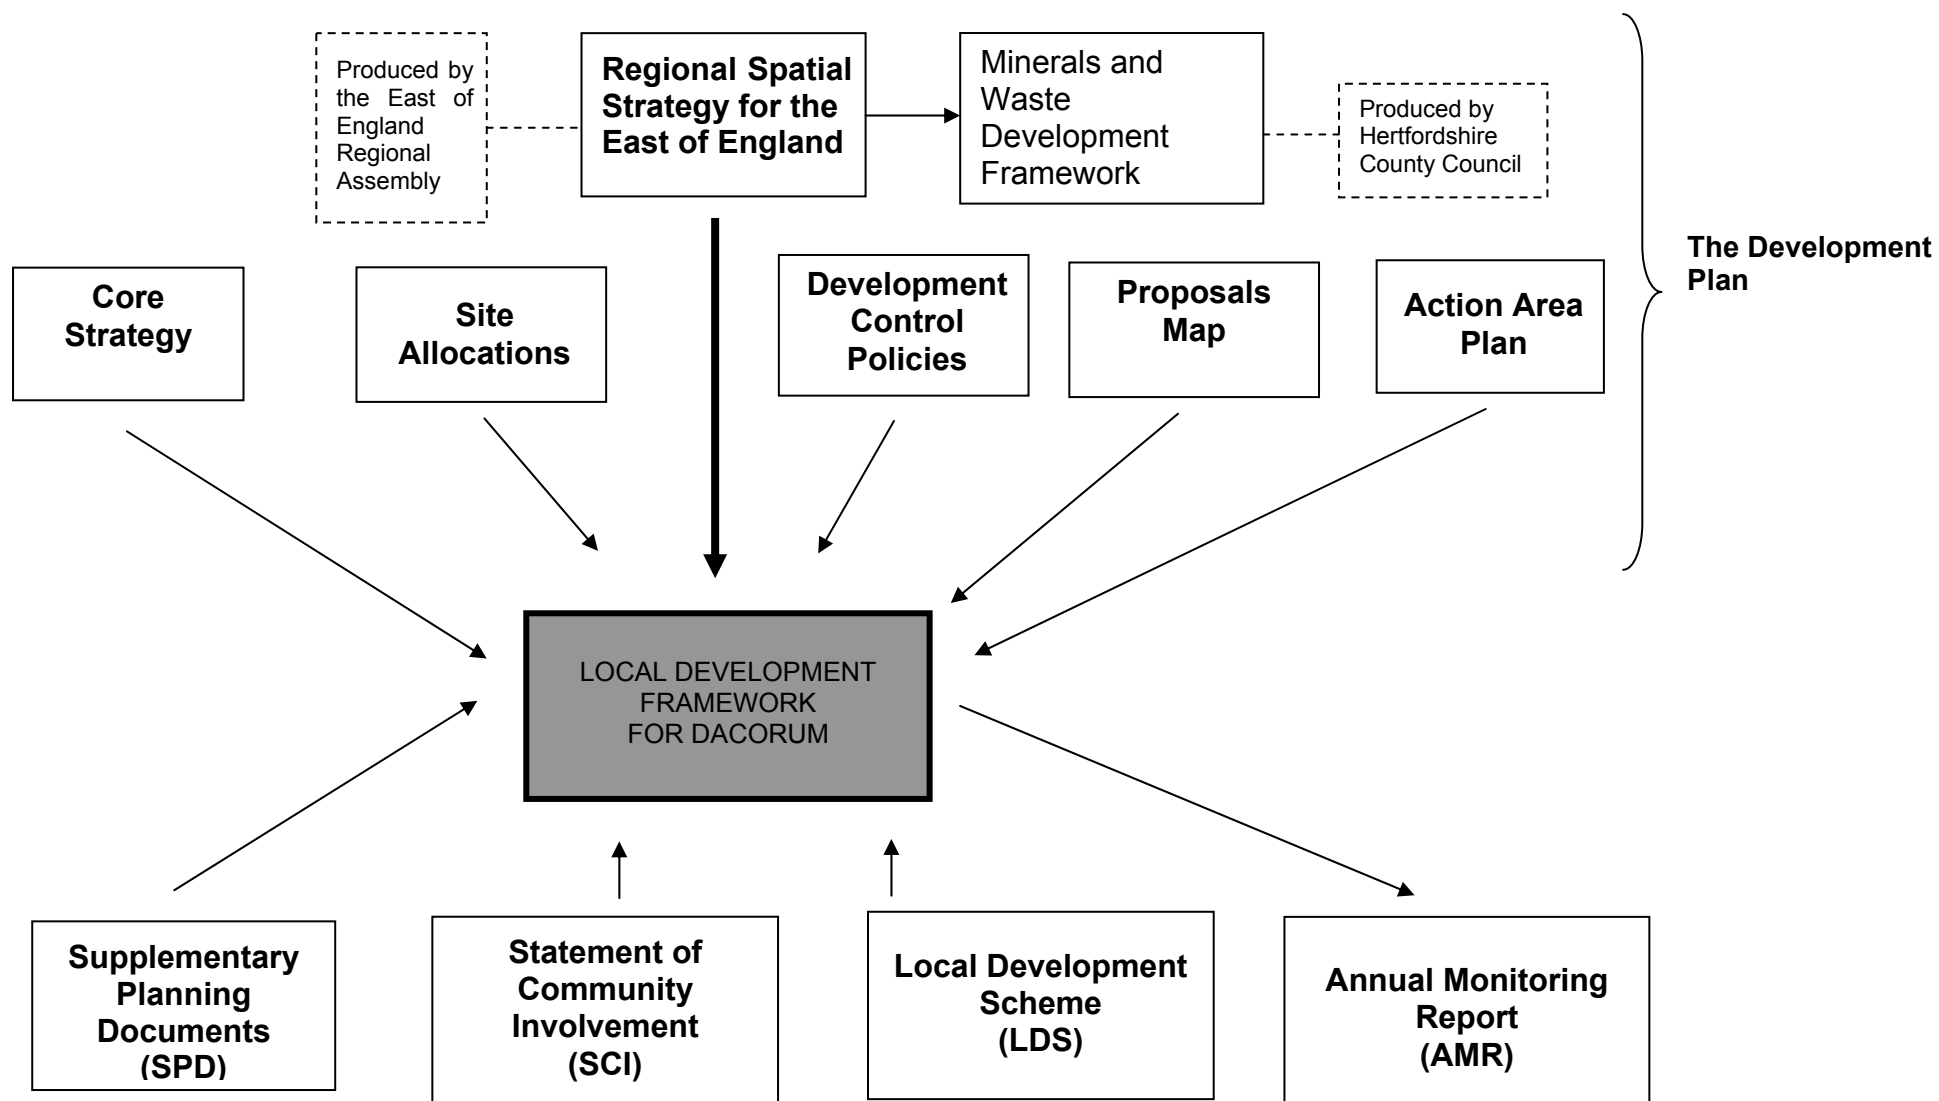 Produced by
the East of
England
Regional
Assembly
Regional Spatial
Strategy for the
East of England
Minerals and
Waste
Development
Framework
Produced by
Hertfordshire
County Council
The Development
Plan
Core
Strategy
Site
Allocations
Development
Control
Policies
Proposals
Map
Action Area
Plan
LOCAL DEVELOPMENT
FRAMEWORK
FOR DACORUM
Supplementary
Planning
Documents
(SPD)
Statement of
Community
Involvement
(SCI)
Local Development
Scheme
(LDS)
Annual Monitoring
Report
(AMR)